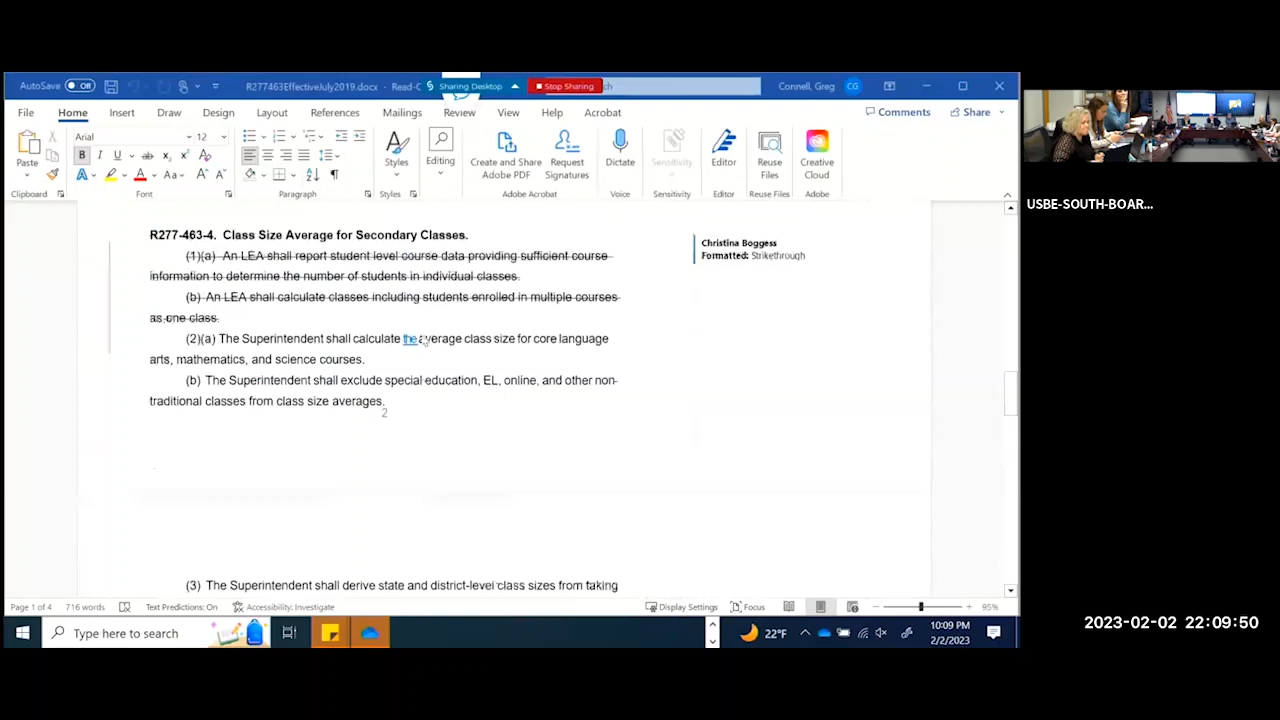 AutoSave Off R277463EffectiveJuly2019.docx - Read-C Sharing Desktop Stop Sharing ch Connell, Greg CG
File Home Insert Draw Design Layout References Mailings Review View Help Acrobat Comments Share
Arial 12
Paste Styles Editing Create and Share Adobe PDF Request Signatures Dictate Sensitivity Editor Reuse Files Creative Cloud
Clipboard Font Paragraph Styles Adobe Acrobat Voice Sensitivity Editor Reuse Files Adobe
R277-463-4. Class Size Average for Secondary Classes.
(1)(a) An LEA shall report student level course data providing sufficient course
information to determine the number of students in individual classes.
(b) An LEA shall calculate classes including students enrolled in multiple courses
as one class.
(2)(a) The Superintendent shall calculate the average class size for core language
arts, mathematics, and science courses.
(b) The Superintendent shall exclude special education, EL, online, and other non-
traditional classes from class size averages.
2
(3) The Superintendent shall derive state and district-level class sizes from taking
Christina Boggess
Formatted: Strikethrough
USBE-SOUTH-BOAR...
Page 1 of 4 716 words Text Predictions: On Accessibility: Investigate Display Settings Focus 95%
Type here to search 22°F 10:09 PM
2/2/2023
2023-02-02 22:09:50